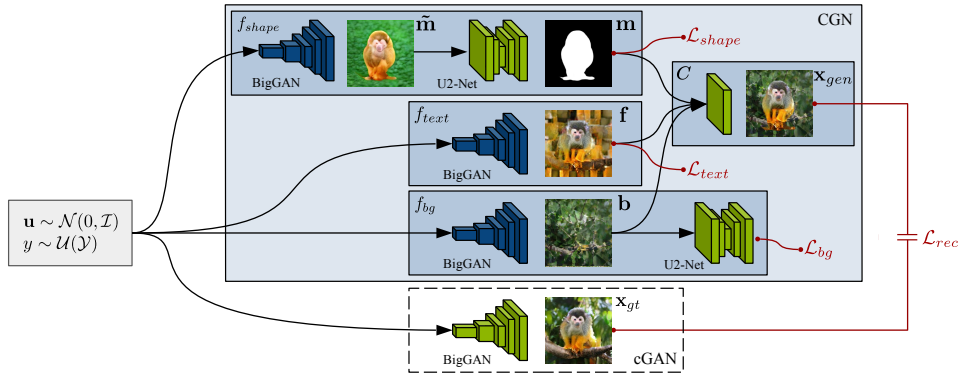 CGN
f_shape
m̃
m
BigGAN
U2-Net
ℒ_shape
C
x_gen
f_text
f
BigGAN
ℒ_text
f_bg
b
BigGAN
U2-Net
ℒ_bg
u ∼ 𝒩(0, ℐ)
y ∼ 𝒰(𝒴)
ℒ_rec
x_gt
BigGAN
cGAN